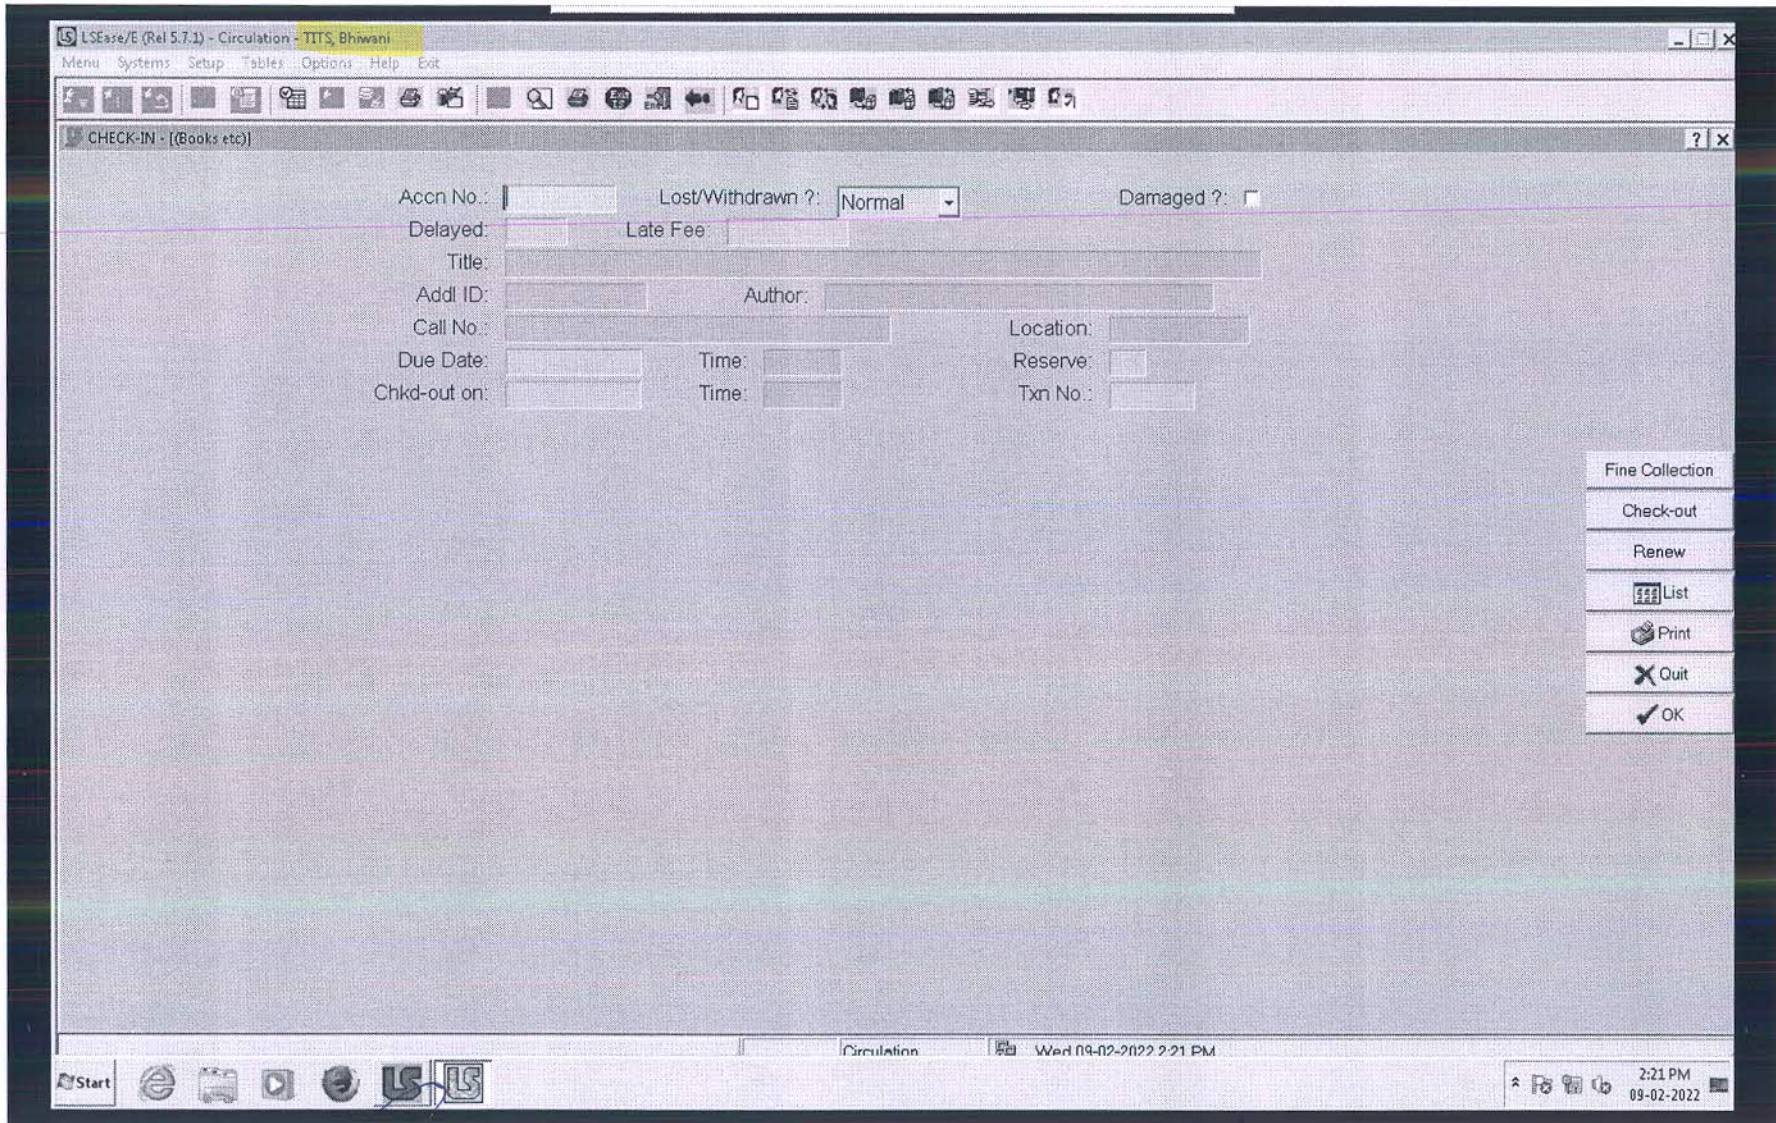 LSEase/E (Rel 5.7.1) - Circulation - TITS, Bhiwani
Menu Systems Setup Tables Options Help Exit
CHECK-IN - [(Books etc)]
Accn No.: Lost/Withdrawn ?: Normal Damaged ?:
Delayed: Late Fee:
Title:
Addl ID: Author:
Call No.: Location:
Due Date: Time: Reserve:
Chkd-out on: Time: Txn No.:
Fine Collection
Check-out
Renew
List
Print
Quit
OK
Circulation Wed 09-02-2022 2:21 PM
Start LS LS 2:21 PM
09-02-2022